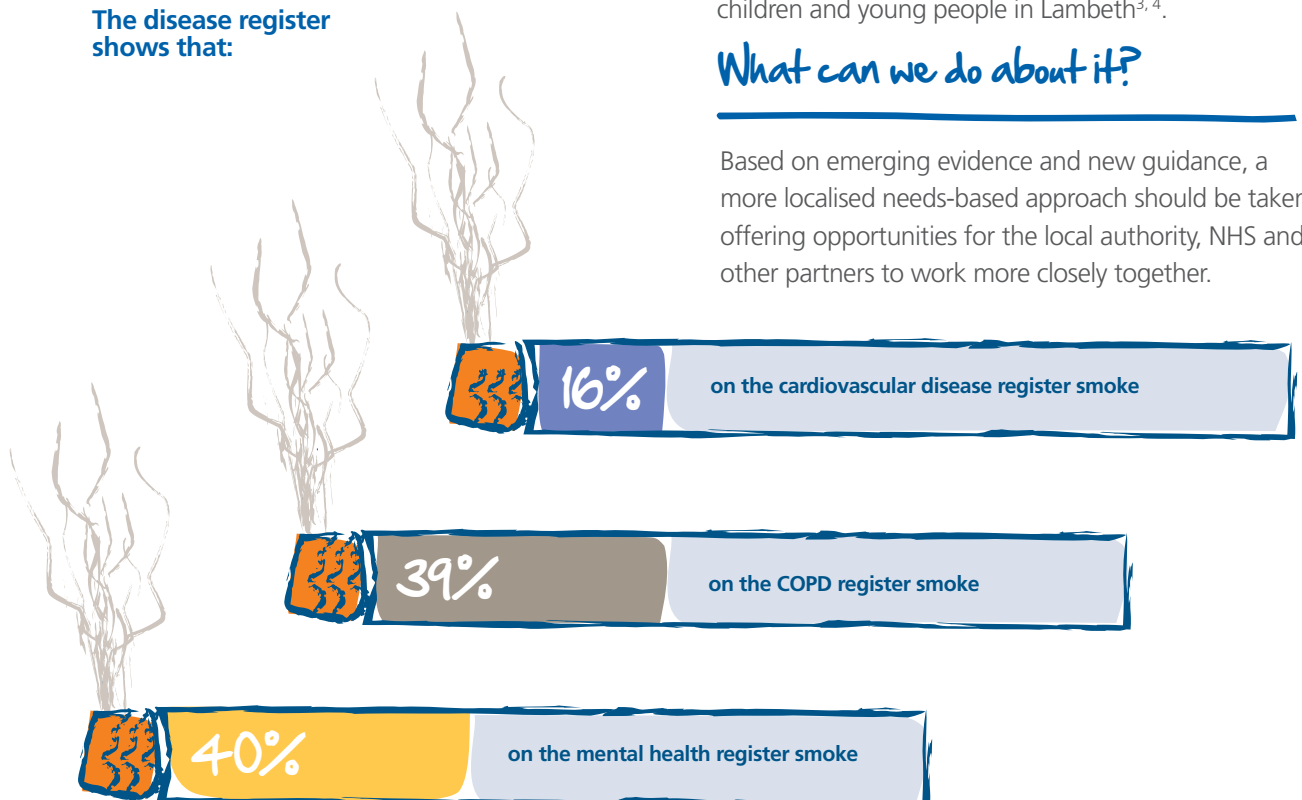 The disease register
shows that:
children and young people in Lambeth3, 4.
What can we do about it?
Based on emerging evidence and new guidance, a
more localised needs-based approach should be taken
offering opportunities for the local authority, NHS and
other partners to work more closely together.
16% on the cardiovascular disease register smoke
39% on the COPD register smoke
40% on the mental health register smoke